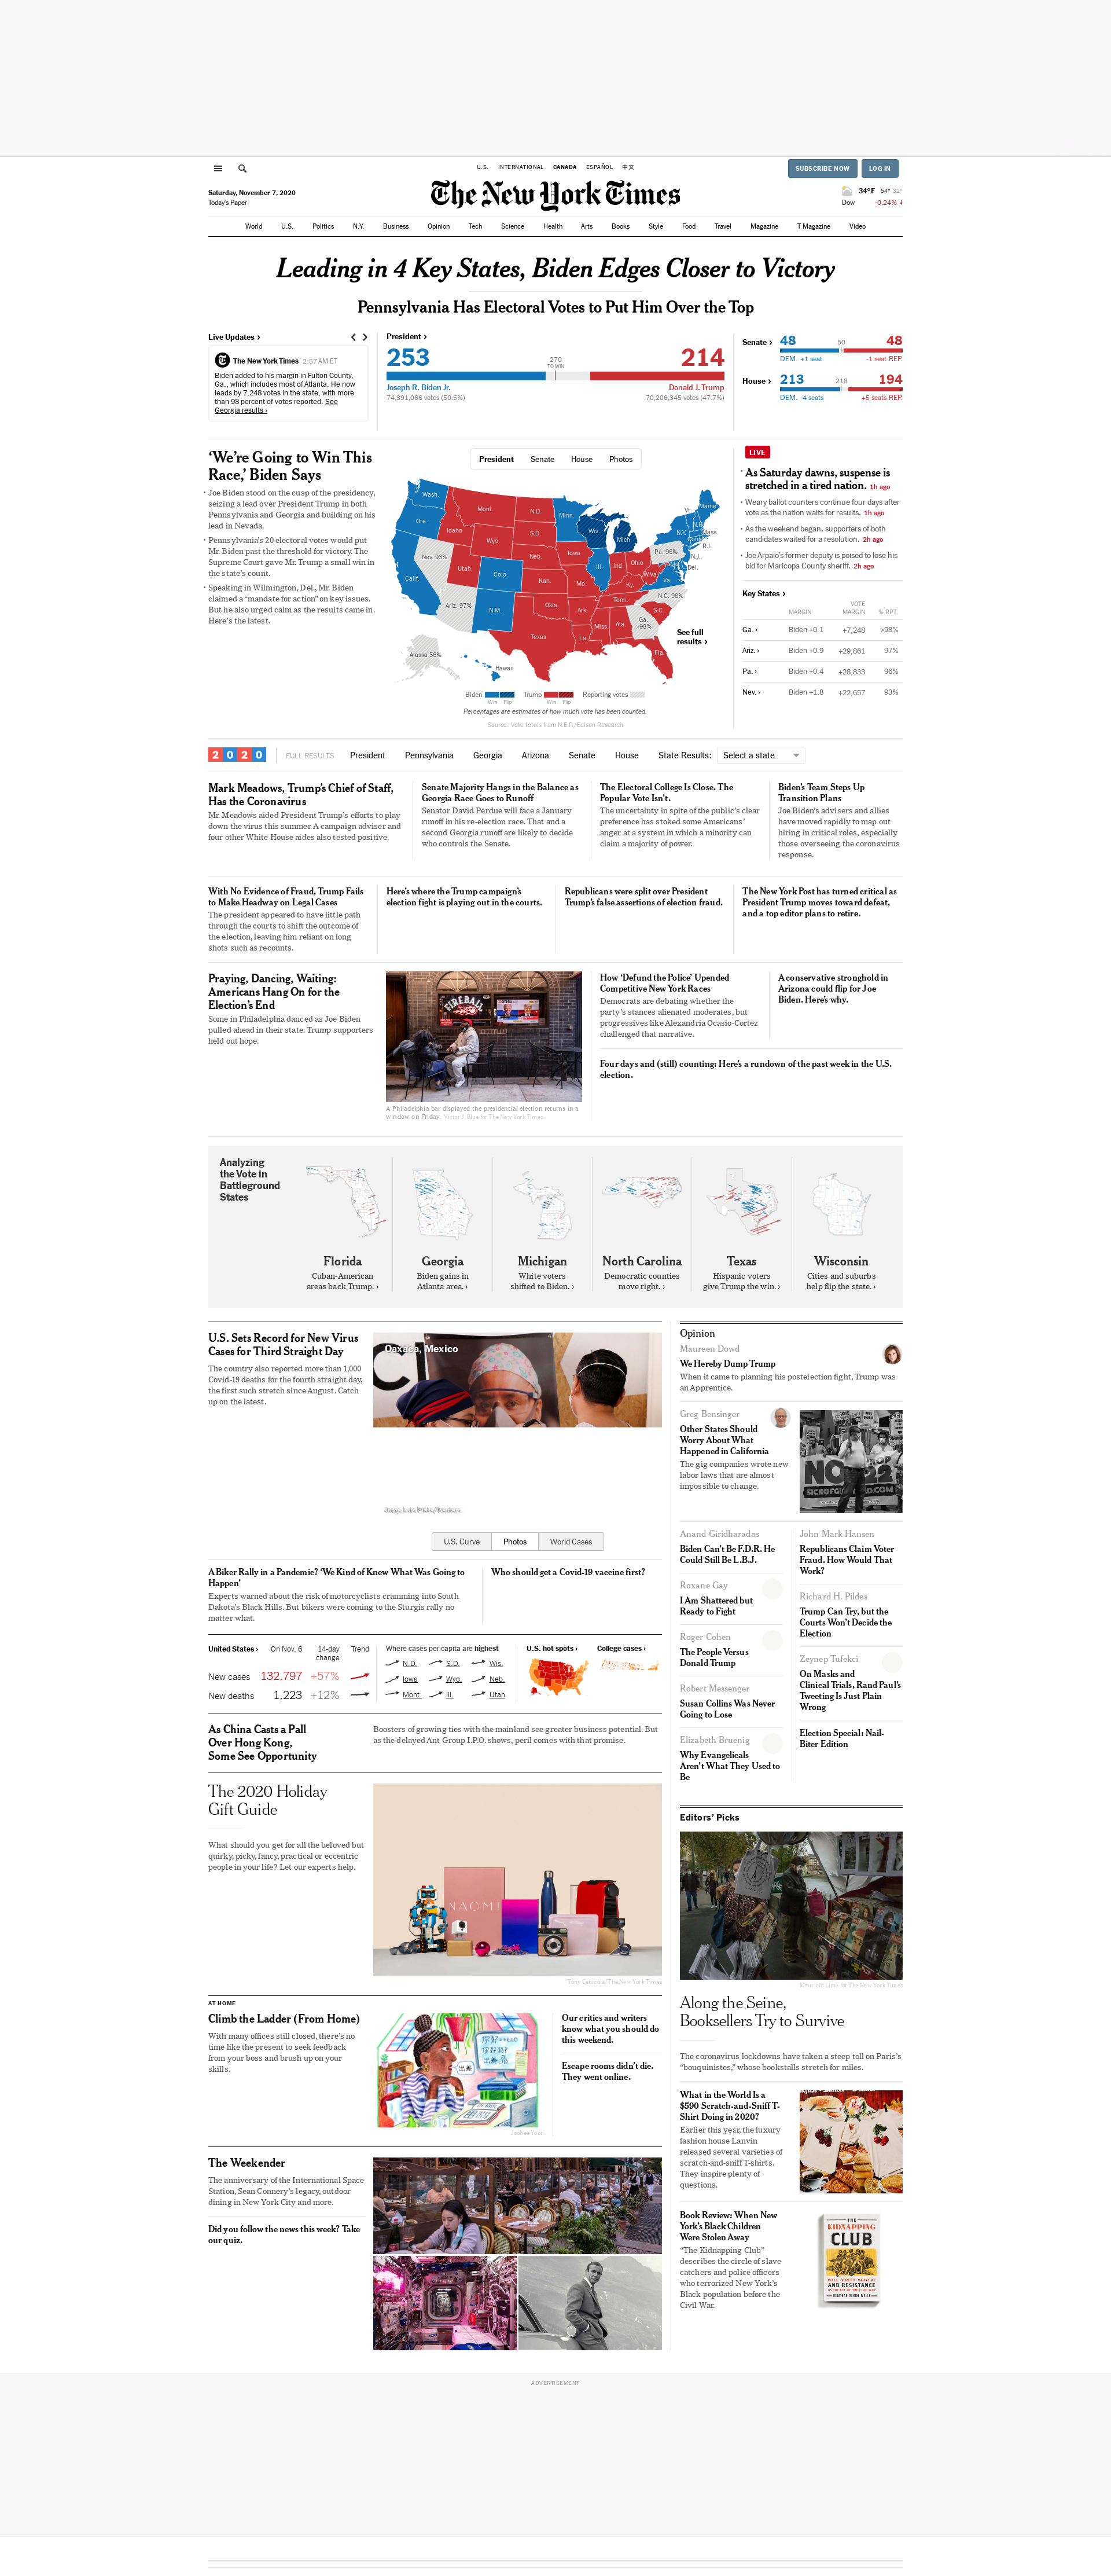 U.S. INTERNATIONAL CANADA ESPAÑOL 中文
SUBSCRIBE NOW LOG IN
Saturday, November 7, 2020
Today's Paper
The New York Times
34°F 54° 32°
Dow -0.24%
World U.S. Politics N.Y. Business Opinion Tech Science Health Arts Books Style Food Travel Magazine T Magazine Video
Leading in 4 Key States, Biden Edges Closer to Victory
Pennsylvania Has Electoral Votes to Put Him Over the Top
Live Updates ›
The New York Times 2:57 AM ET
Biden added to his margin in Fulton County,
Ga., which includes most of Atlanta. He now
leads by 7,248 votes in the state, with more
than 98 percent of votes reported. See
Georgia results ›
President ›
253
270
TO WIN
214
Joseph R. Biden Jr.
Donald J. Trump
74,391,066 votes (50.5%)
70,206,345 votes (47.7%)
Senate › 48 50 48
DEM. +1 seat -1 seat REP.
House › 213 218 194
DEM. -4 seats +5 seats REP.
‘We’re Going to Win This
Race,’ Biden Says
• Joe Biden stood on the cusp of the presidency,
seizing a lead over President Trump in both
Pennsylvania and Georgia and building on his
lead in Nevada.
• Pennsylvania’s 20 electoral votes would put
Mr. Biden past the threshold for victory. The
Supreme Court gave Mr. Trump a small win in
the state’s count.
• Speaking in Wilmington, Del., Mr. Biden
claimed a “mandate for action” on key issues.
But he also urged calm as the results came in.
Here’s the latest.
President Senate House Photos
Wash.
Ore.
Calif.
Nev. 93%
Idaho
Mont.
Wyo.
Utah
Ariz. 97%
Colo.
N.M.
N.D.
S.D.
Neb.
Kan.
Okla.
Texas
Minn.
Iowa
Mo.
Ark.
La.
Wis.
Ill.
Mich.
Ind.
Ohio
Ky.
Tenn.
Miss.
Ala.
Ga.
>98%
Fla.
S.C.
N.C. 98%
Va.
W.Va.
Pa. 96%
N.Y.
Vt.
N.H.
Maine
Mass.
Conn.
R.I.
N.J.
Del.
Alaska 56%
Hawaii
See full
results ›
Biden Trump Reporting votes
Win Flip Win Flip
Percentages are estimates of how much vote has been counted.
Source: Vote totals from N.E.P./Edison Research
LIVE
• As Saturday dawns, suspense is
stretched in a tired nation. 1h ago
• Weary ballot counters continue four days after
vote as the nation waits for results. 1h ago
• As the weekend began, supporters of both
candidates waited for a resolution. 2h ago
• Joe Arpaio’s former deputy is poised to lose his
bid for Maricopa County sheriff. 2h ago
Key States ›
MARGIN VOTE MARGIN % RPT.
Ga. › Biden +0.1 +7,248 >98%
Ariz. › Biden +0.9 +29,861 97%
Pa. › Biden +0.4 +28,833 96%
Nev. › Biden +1.8 +22,657 93%
2020 FULL RESULTS President Pennsylvania Georgia Arizona Senate House State Results: Select a state
Mark Meadows, Trump’s Chief of Staff,
Has the Coronavirus
Mr. Meadows aided President Trump’s efforts to play
down the virus this summer. A campaign adviser and
four other White House aides also tested positive.
Senate Majority Hangs in the Balance as
Georgia Race Goes to Runoff
Senator David Perdue will face a January
runoff in his re-election race. That and a
second Georgia runoff are likely to decide
who controls the Senate.
The Electoral College Is Close. The
Popular Vote Isn’t.
The uncertainty in spite of the public’s clear
preference has stoked some Americans’
anger at a system in which a minority can
claim a majority of power.
Biden’s Team Steps Up
Transition Plans
Joe Biden’s advisers and allies
have moved rapidly to map out
hiring in critical roles, especially
those overseeing the coronavirus
response.
With No Evidence of Fraud, Trump Fails
to Make Headway on Legal Cases
The president appeared to have little path
through the courts to shift the outcome of
the election, leaving him reliant on long
shots such as recounts.
Here’s where the Trump campaign’s
election fight is playing out in the courts.
Republicans were split over President
Trump’s false assertions of election fraud.
The New York Post has turned critical as
President Trump moves toward defeat,
and a top editor plans to retire.
Praying, Dancing, Waiting:
Americans Hang On for the
Election’s End
Some in Philadelphia danced as Joe Biden
pulled ahead in their state. Trump supporters
held out hope.
FIREBALL
A Philadelphia bar displayed the presidential election returns in a
window on Friday. Victor J. Blue for The New York Times
How ‘Defund the Police’ Upended
Competitive New York Races
Democrats are debating whether the
party’s stances alienated moderates, but
progressives like Alexandria Ocasio-Cortez
challenged that narrative.
A conservative stronghold in
Arizona could flip for Joe
Biden. Here’s why.
Four days and (still) counting: Here’s a rundown of the past week in the U.S.
election.
Analyzing
the Vote in
Battleground
States
Florida
Cuban-American
areas back Trump. ›
Georgia
Biden gains in
Atlanta area. ›
Michigan
White voters
shifted to Biden. ›
North Carolina
Democratic counties
move right. ›
Texas
Hispanic voters
give Trump the win. ›
Wisconsin
Cities and suburbs
help flip the state. ›
U.S. Sets Record for New Virus
Cases for Third Straight Day
The country also reported more than 1,000
Covid-19 deaths for the fourth straight day,
the first such stretch since August. Catch
up on the latest.
Oaxaca, Mexico
Jorge Luis Plata/Reuters
U.S. Curve Photos World Cases
A Biker Rally in a Pandemic? ‘We Kind of Knew What Was Going to
Happen’
Experts warned about the risk of motorcyclists cramming into South
Dakota’s Black Hills. But bikers were coming to the Sturgis rally no
matter what.
Who should get a Covid-19 vaccine first?
United States › On Nov. 6 14-day change Trend
New cases 132,797 +57%
New deaths 1,223 +12%
Where cases per capita are highest
N.D. S.D. Wis.
Iowa Wyo. Neb.
Mont. Ill. Utah
U.S. hot spots ›
College cases ›
As China Casts a Pall
Over Hong Kong,
Some See Opportunity
Boosters of growing ties with the mainland see greater business potential. But
as the delayed Ant Group I.P.O. shows, peril comes with that promise.
The 2020 Holiday
Gift Guide
What should you get for all the beloved but
quirky, picky, fancy, practical or eccentric
people in your life? Let our experts help.
NAOMI
Tony Cenicola/The New York Times
AT HOME
Climb the Ladder (From Home)
With many offices still closed, there’s no
time like the present to seek feedback
from your boss and brush up on your
skills.
Our critics and writers
know what you should do
this weekend.
Escape rooms didn’t die.
They went online.
The Weekender
The anniversary of the International Space
Station, Sean Connery’s legacy, outdoor
dining in New York City and more.
Did you follow the news this week? Take
our quiz.
Opinion
Maureen Dowd
We Hereby Dump Trump
When it came to planning his postelection fight, Trump was
an Apprentice.
Greg Bensinger
Other States Should
Worry About What
Happened in California
The gig companies wrote new
labor laws that are almost
impossible to change.
Anand Giridharadas
Biden Can’t Be F.D.R. He
Could Still Be L.B.J.
Roxane Gay
I Am Shattered but
Ready to Fight
Roger Cohen
The People Versus
Donald Trump
Robert Messenger
Susan Collins Was Never
Going to Lose
Elizabeth Bruenig
Why Evangelicals
Aren’t What They Used to
Be
John Mark Hansen
Republicans Claim Voter
Fraud. How Would That
Work?
Richard H. Pildes
Trump Can Try, but the
Courts Won’t Decide the
Election
Zeynep Tufekci
On Masks and
Clinical Trials, Rand Paul’s
Tweeting Is Just Plain
Wrong
Election Special: Nail-
Biter Edition
Editors’ Picks
Mauricio Lima for The New York Times
Along the Seine,
Booksellers Try to Survive
The coronavirus lockdowns have taken a steep toll on Paris’s
“bouquinistes,” whose bookstalls stretch for miles.
What in the World Is a
$590 Scratch-and-Sniff T-
Shirt Doing in 2020?
Earlier this year, the luxury
fashion house Lanvin
released several varieties of
scratch-and-sniff T-shirts.
They inspire plenty of
questions.
Book Review: When New
York’s Black Children
Were Stolen Away
“The Kidnapping Club”
describes the circle of slave
catchers and police officers
who terrorized New York’s
Black population before the
Civil War.
THE
KIDNAPPING
CLUB
AND RESISTANCE
ADVERTISEMENT